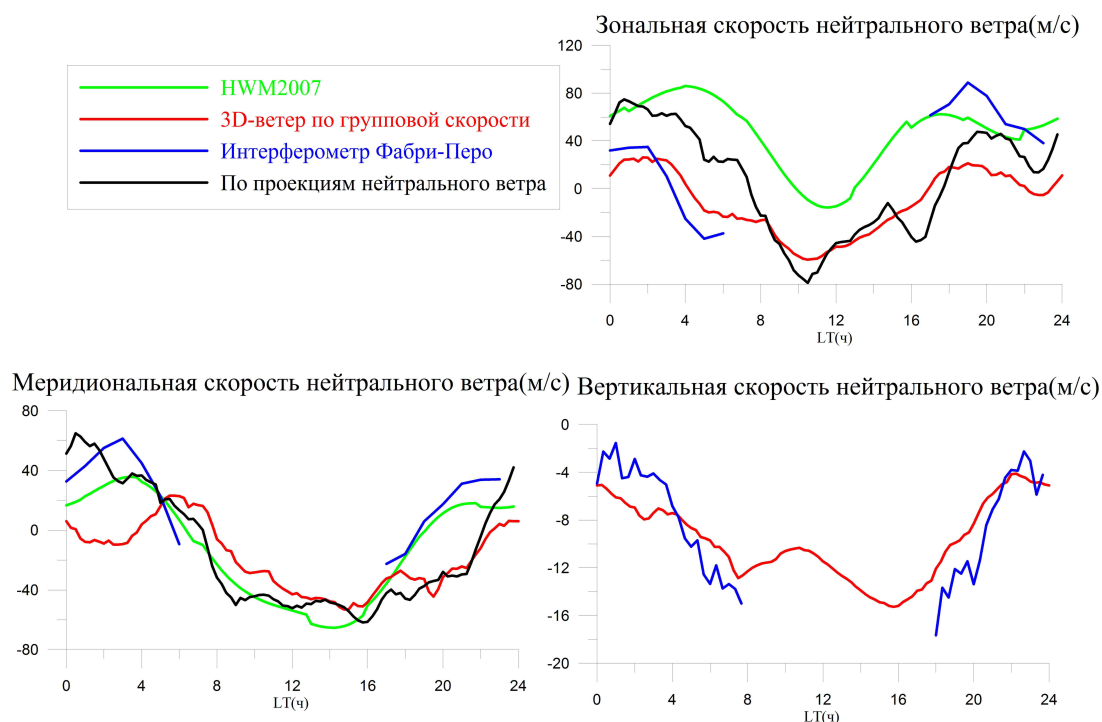 Зональная скорость нейтрального ветра(м/с)
HWM2007
3D-ветер по групповой скорости
Интерферометр Фабри-Перо
По проекциям нейтрального ветра
120
80
40
0
-40
-80
0 4 8 12 16 20 24
LT(ч)
Меридиональная скорость нейтрального ветра(м/с)
80
40
0
-40
-80
0 4 8 12 16 20 24
LT(ч)
Вертикальная скорость нейтрального ветра(м/с)
0
-4
-8
-12
-16
-20
0 4 8 12 16 20 24
LT(ч)